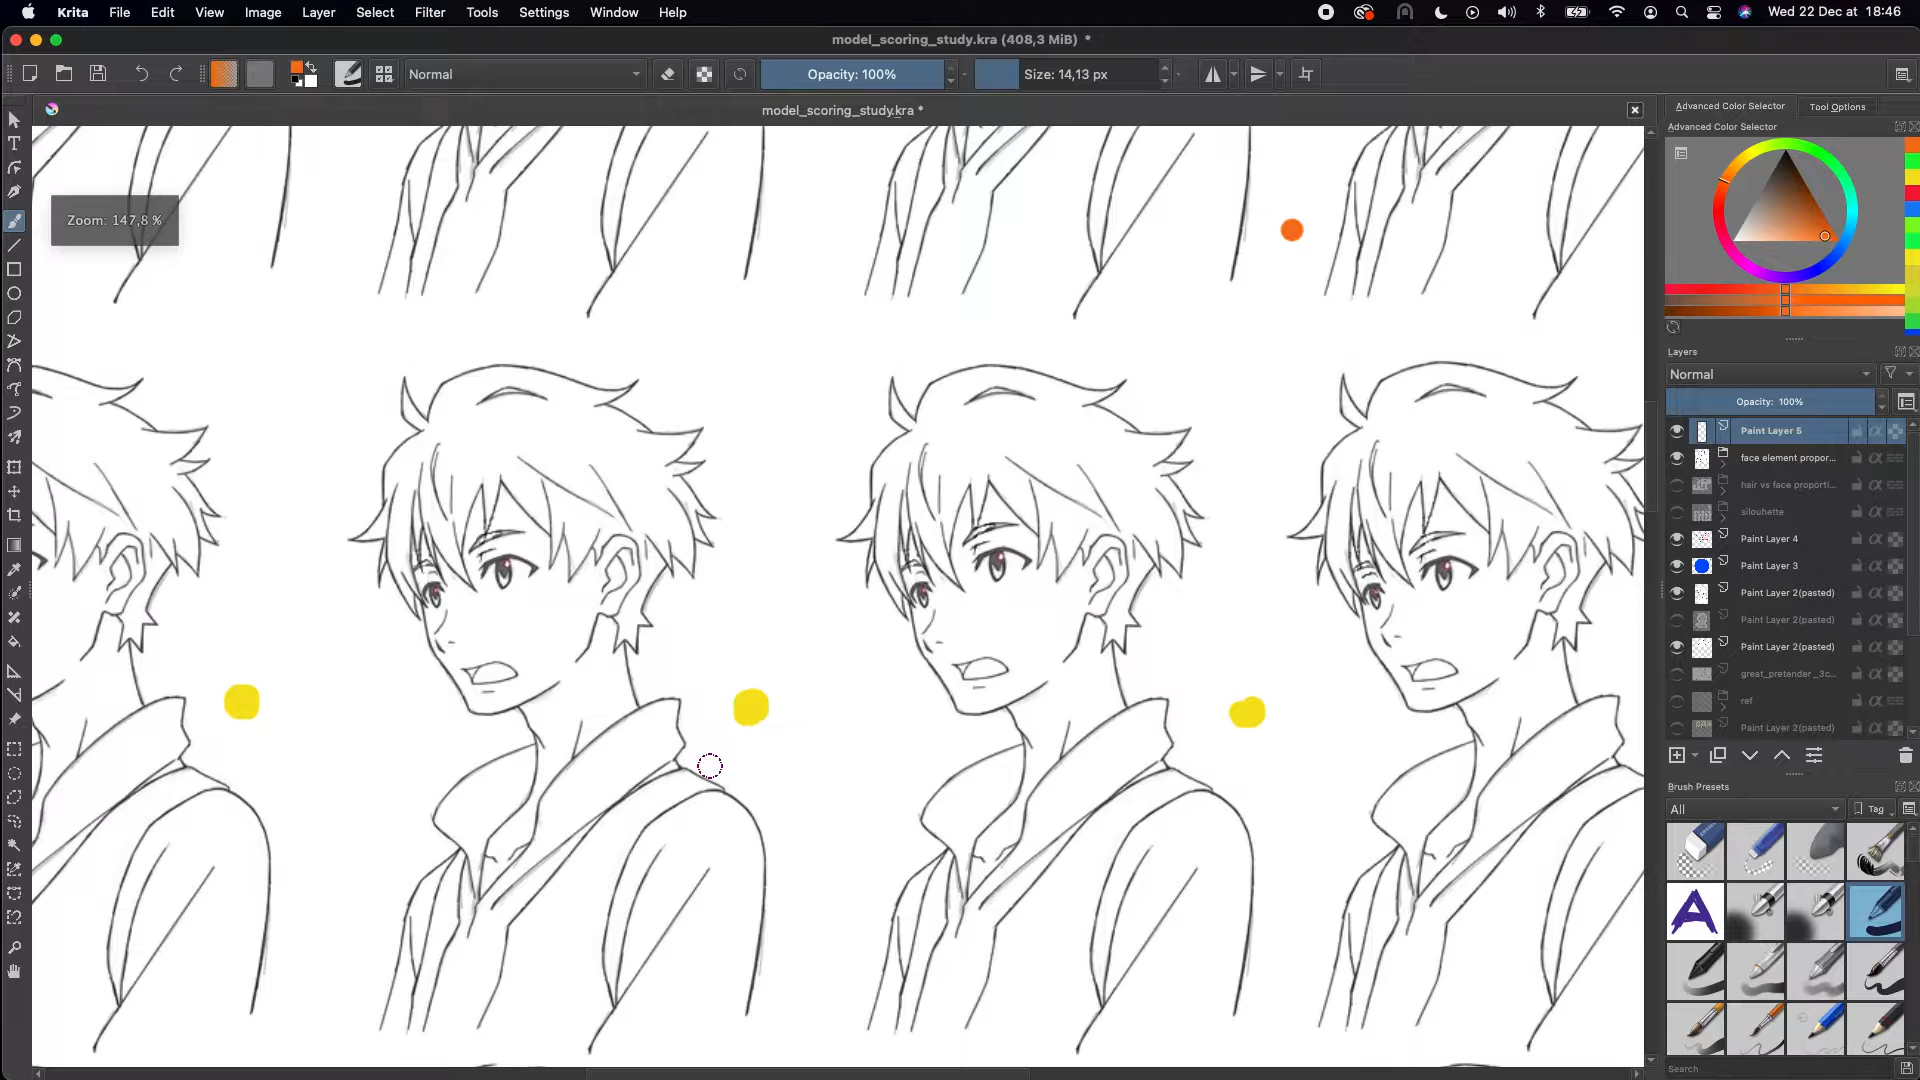 Krita File Edit View Image Layer Select Filter Tools Settings Window Help Wed 22 Dec at 18:46
model_scoring_study.kra (408,3 MiB) *
Normal Opacity: 100% Size: 14,13 px
model_scoring_study.kra *
Advanced Color Selector Tool Options
Advanced Color Selector
Zoom: 147,8 %
Layers
Normal
Opacity: 100%
Paint Layer 5
face element propor...
hair vs face proporti...
silouhette
Paint Layer 4
Paint Layer 3
Paint Layer 2(pasted)
Paint Layer 2(pasted)
Paint Layer 2(pasted)
great_pretender_3c...
ref
Paint Layer 2(pasted)
Brush Presets
All Tag
A
Search